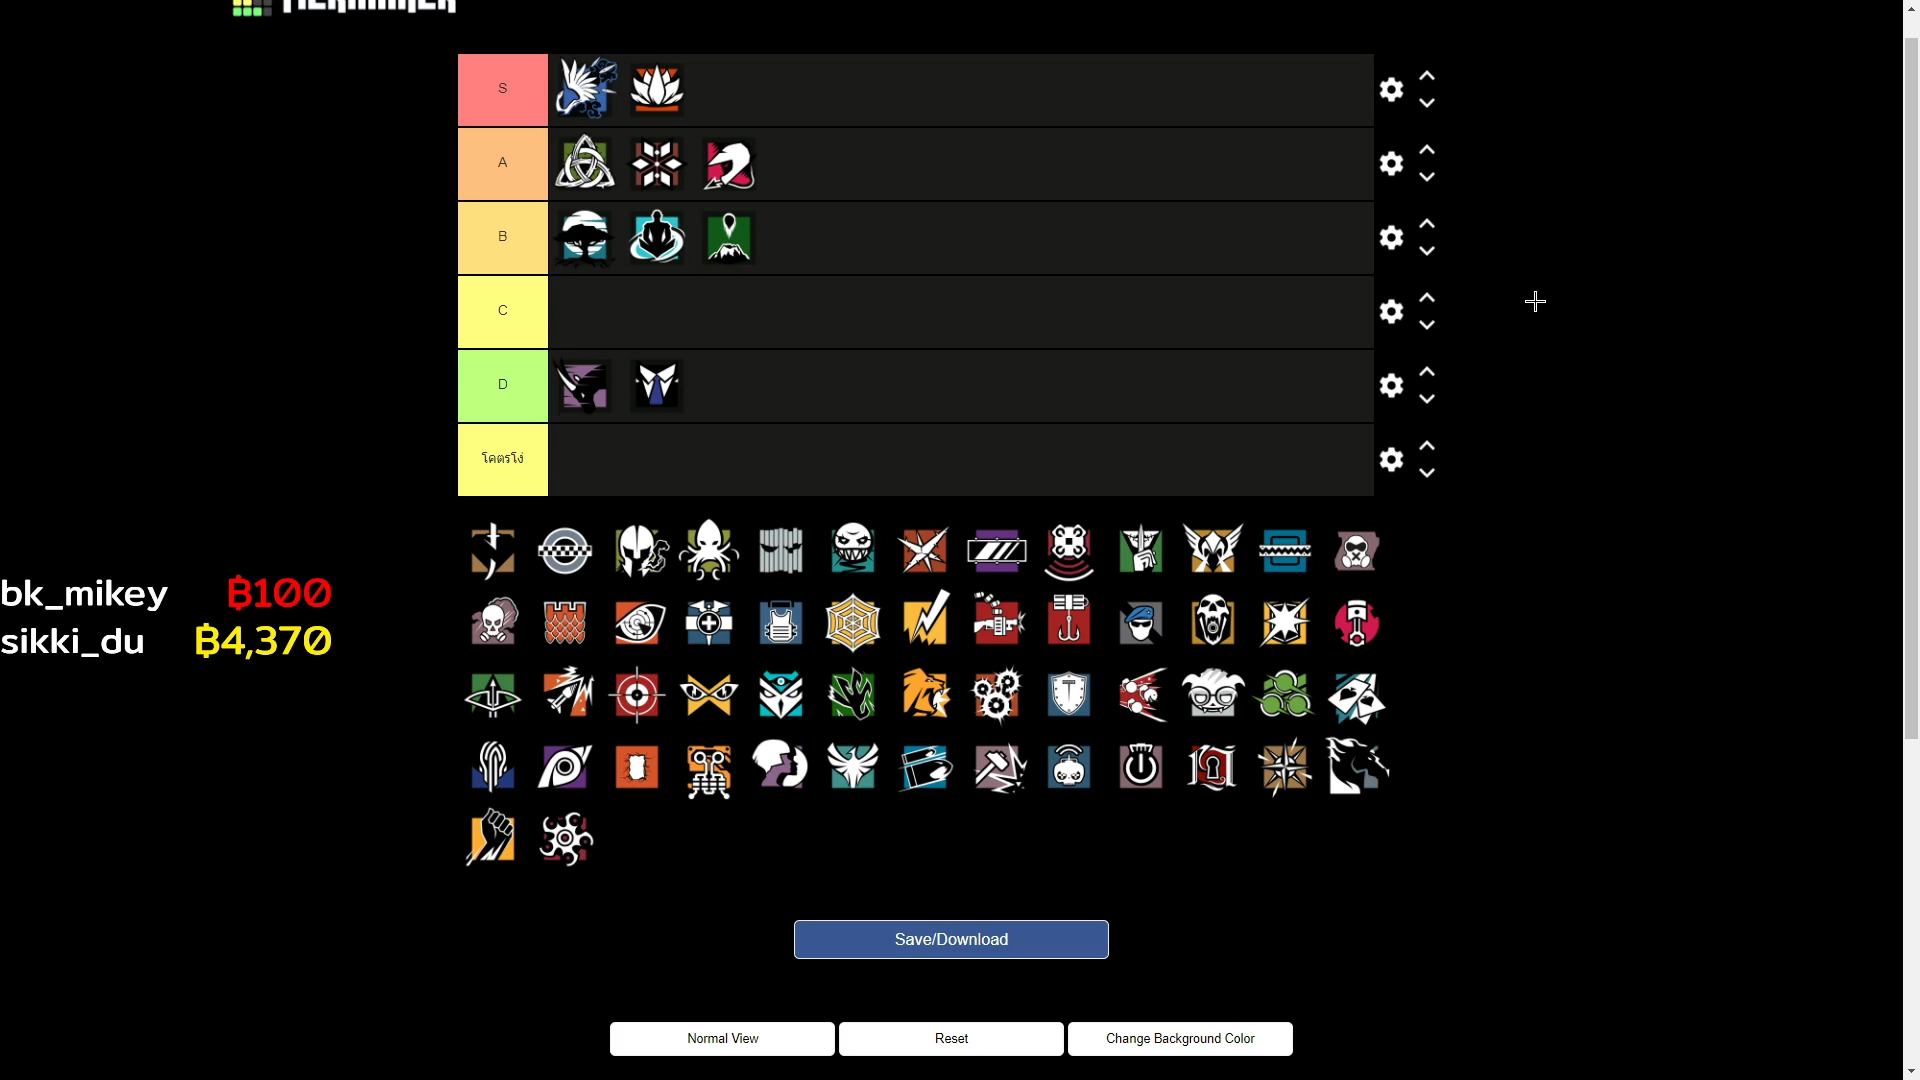 TIERMAKER
S
A
B
C
D
โคตรโง่
bk_mikey ฿100
sikki_du ฿4,370
Save/Download
Normal View
Reset
Change Background Color